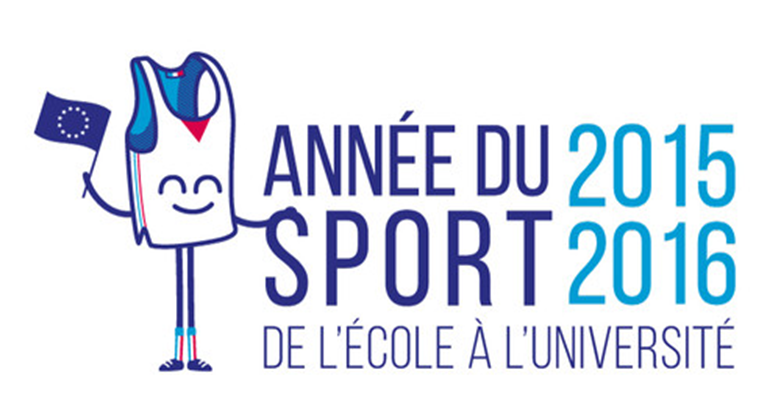 ANNÉE DU 2015
SPORT 2016
DE L'ÉCOLE À L'UNIVERSITÉ